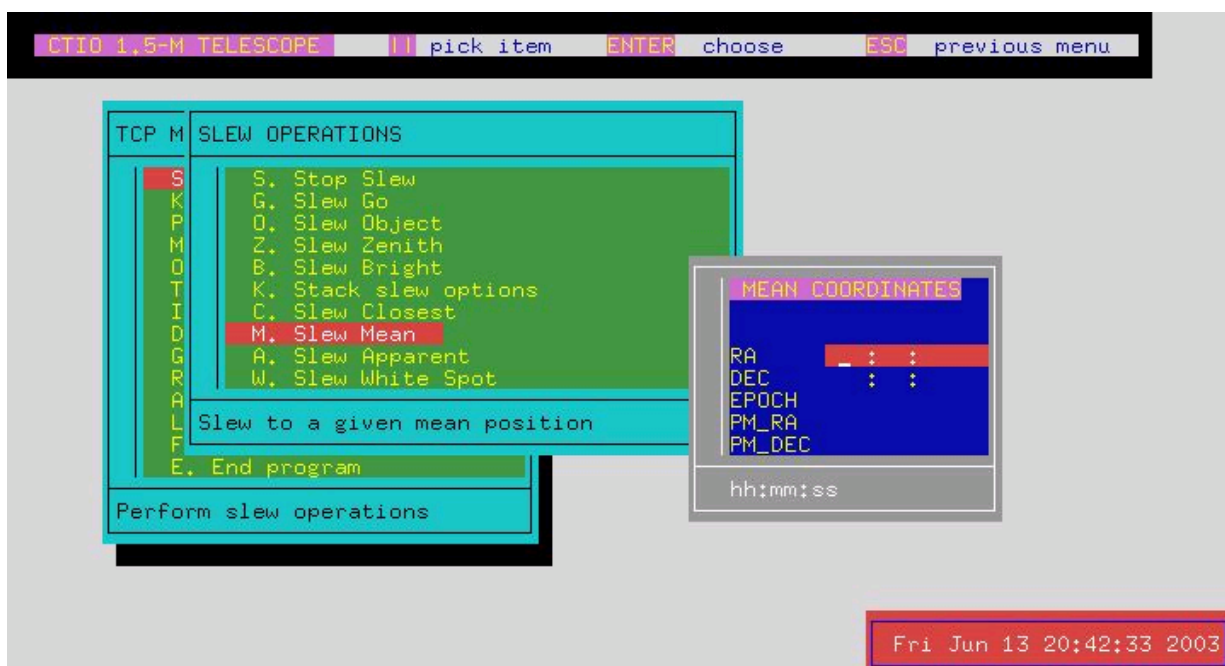 CTIO 1.5-M TELESCOPE || pick item ENTER choose ESC previous menu
TCP M
S
K
P
M
O
T
I
D
G
R
A
L
F
E. End program
Perform slew operations
SLEW OPERATIONS
S. Stop Slew
G. Slew Go
O. Slew Object
Z. Slew Zenith
B. Slew Bright
K. Stack slew options
C. Slew Closest
M. Slew Mean
A. Slew Apparent
W. Slew White Spot
Slew to a given mean position
MEAN COORDINATES
RA _ : :
DEC : :
EPOCH
PM_RA
PM_DEC
hh:mm:ss
Fri Jun 13 20:42:33 2003